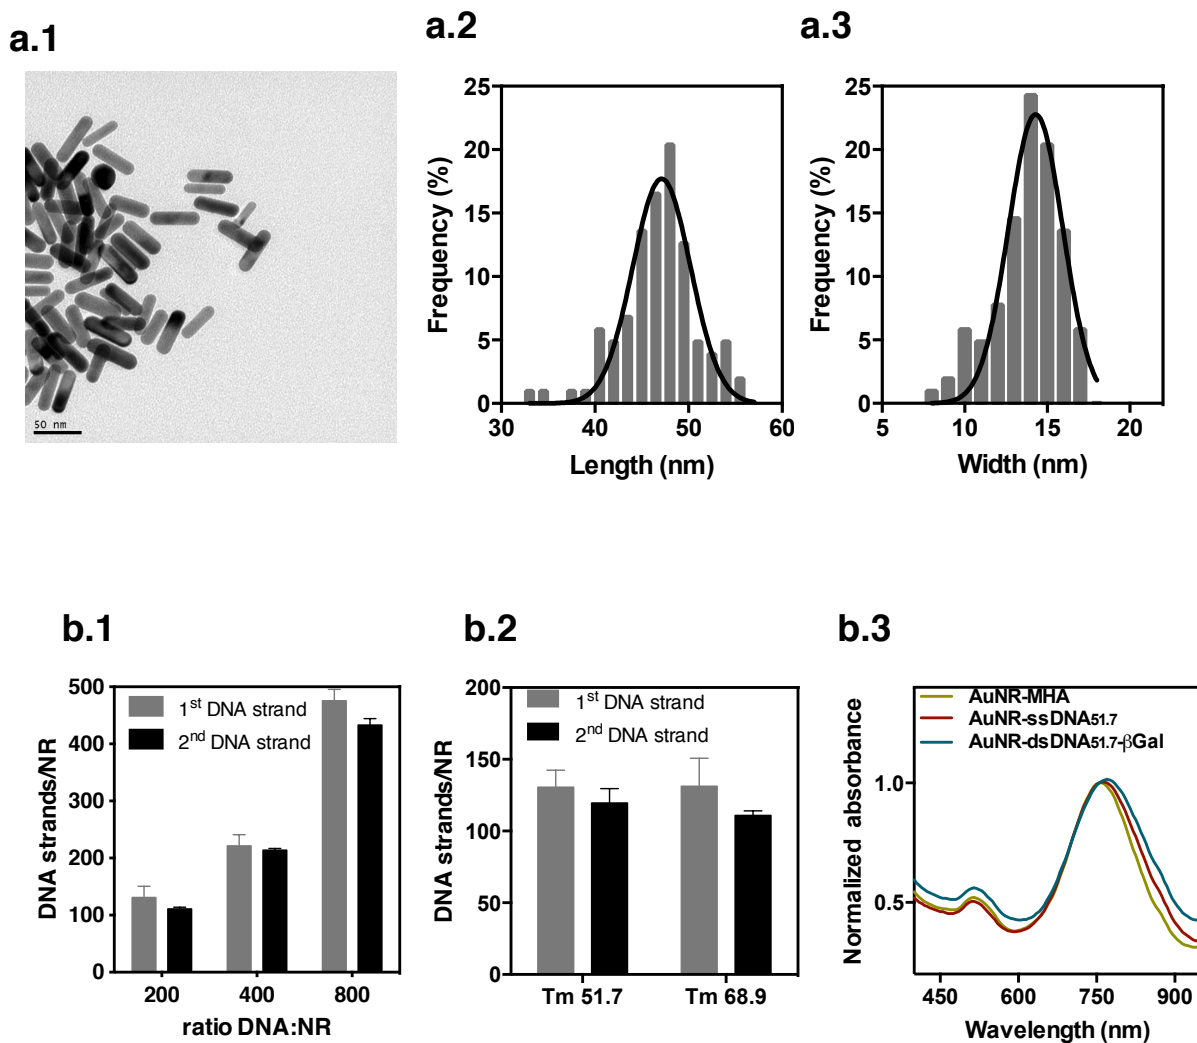 a.1
a.2
a.3
50 nm
Frequency (%)
25
20
15
10
5
0
30 40 50 60
Length (nm)
Frequency (%)
25
20
15
10
5
0
5 10 15 20
Width (nm)
b.1
b.2
b.3
DNA strands/NR
500
400
300
200
100
0
1st DNA strand
2nd DNA strand
200 400 800
ratio DNA:NR
DNA strands/NR
200
150
100
50
0
1st DNA strand
2nd DNA strand
Tm 51.7 Tm 68.9
Normalized absorbance
1.0
0.5
AuNR-MHA
AuNR-ssDNA51.7
AuNR-dsDNA51.7-βGal
450 600 750 900
Wavelength (nm)